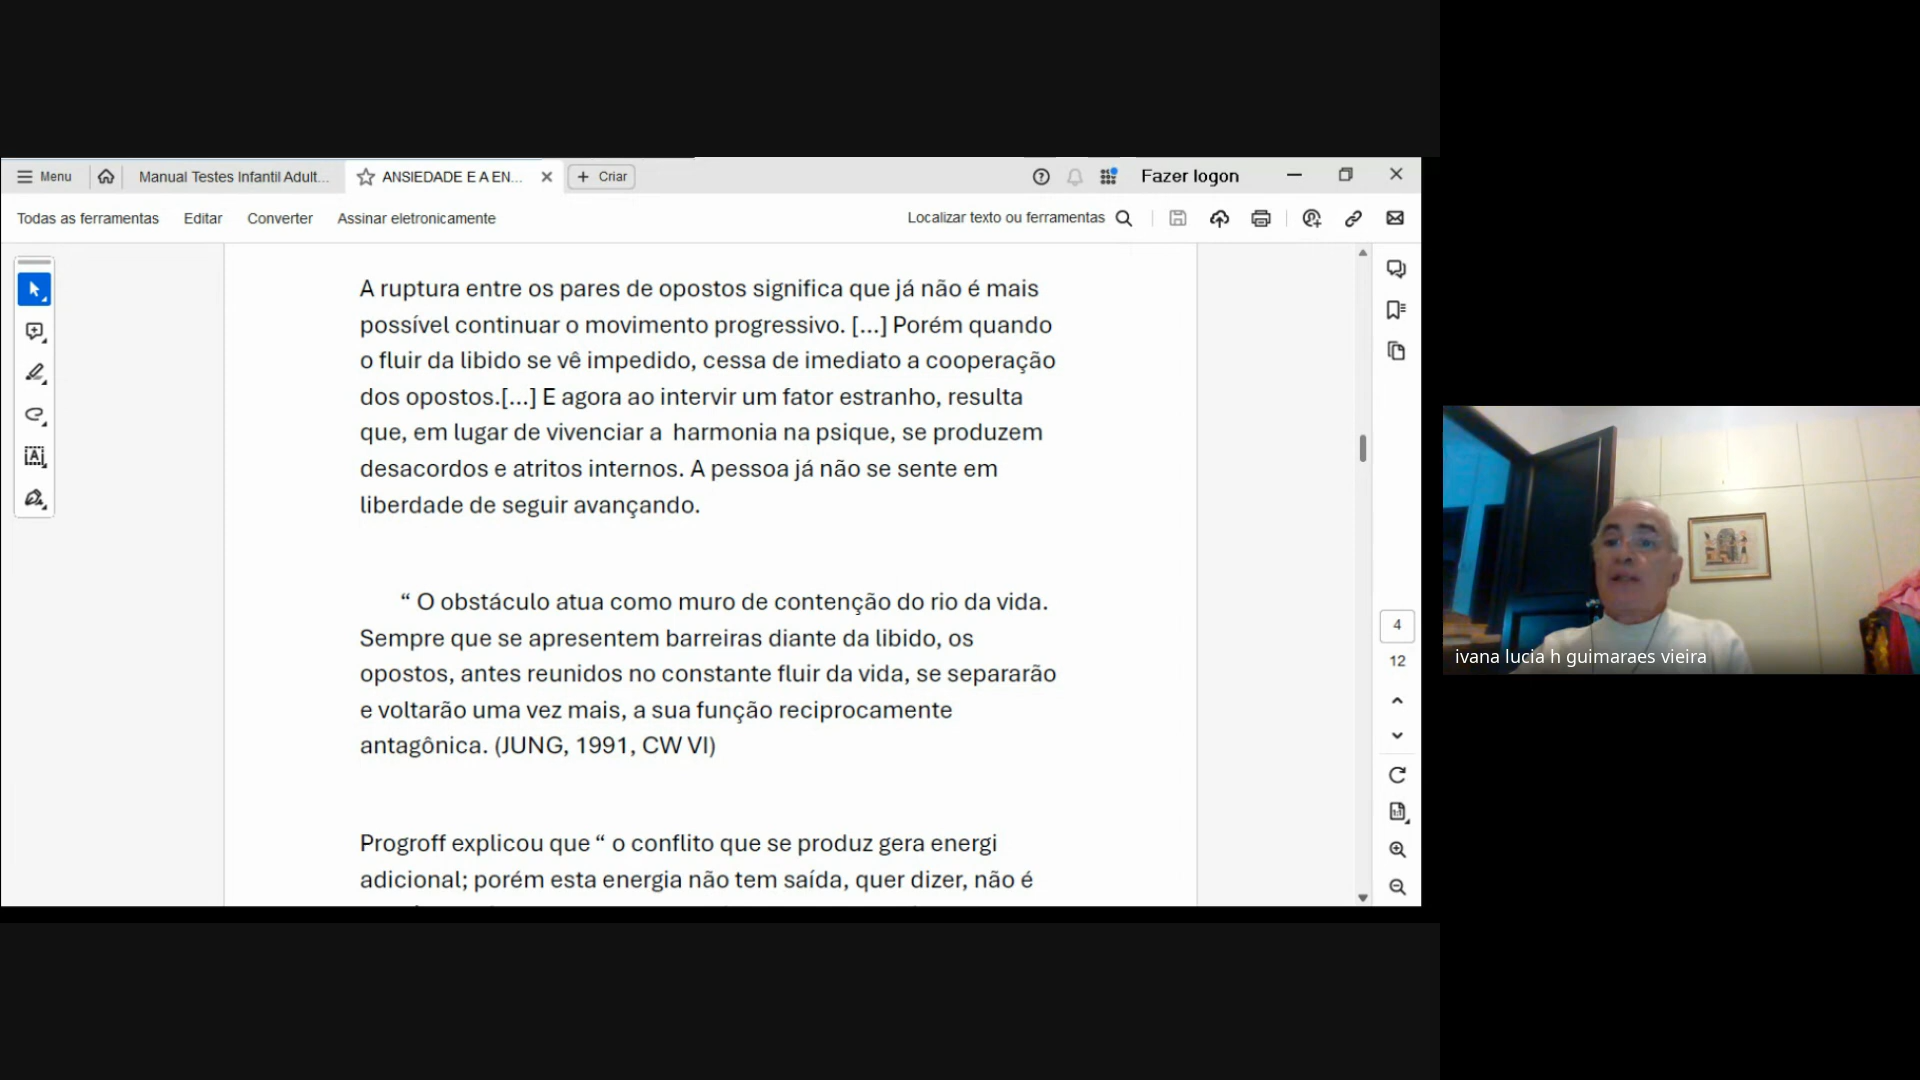 Menu
Manual Testes Infantil Adult...
ANSIEDADE E A EN...
Criar
Fazer logon
Todas as ferramentas
Editar
Converter
Assinar eletronicamente
Localizar texto ou ferramentas
A ruptura entre os pares de opostos significa que já não é mais
possível continuar o movimento progressivo. [...] Porém quando
o fluir da libido se vê impedido, cessa de imediato a cooperação
dos opostos.[...] E agora ao intervir um fator estranho, resulta
que, em lugar de vivenciar a  harmonia na psique, se produzem
desacordos e atritos internos. A pessoa já não se sente em
liberdade de seguir avançando.
“ O obstáculo atua como muro de contenção do rio da vida.
Sempre que se apresentem barreiras diante da libido, os
opostos, antes reunidos no constante fluir da vida, se separarão
e voltarão uma vez mais, a sua função reciprocamente
antagônica. (JUNG, 1991, CW VI)
Progroff explicou que “ o conflito que se produz gera energi
adicional; porém esta energia não tem saída, quer dizer, não é
4
12
ivana lucia h guimaraes vieira